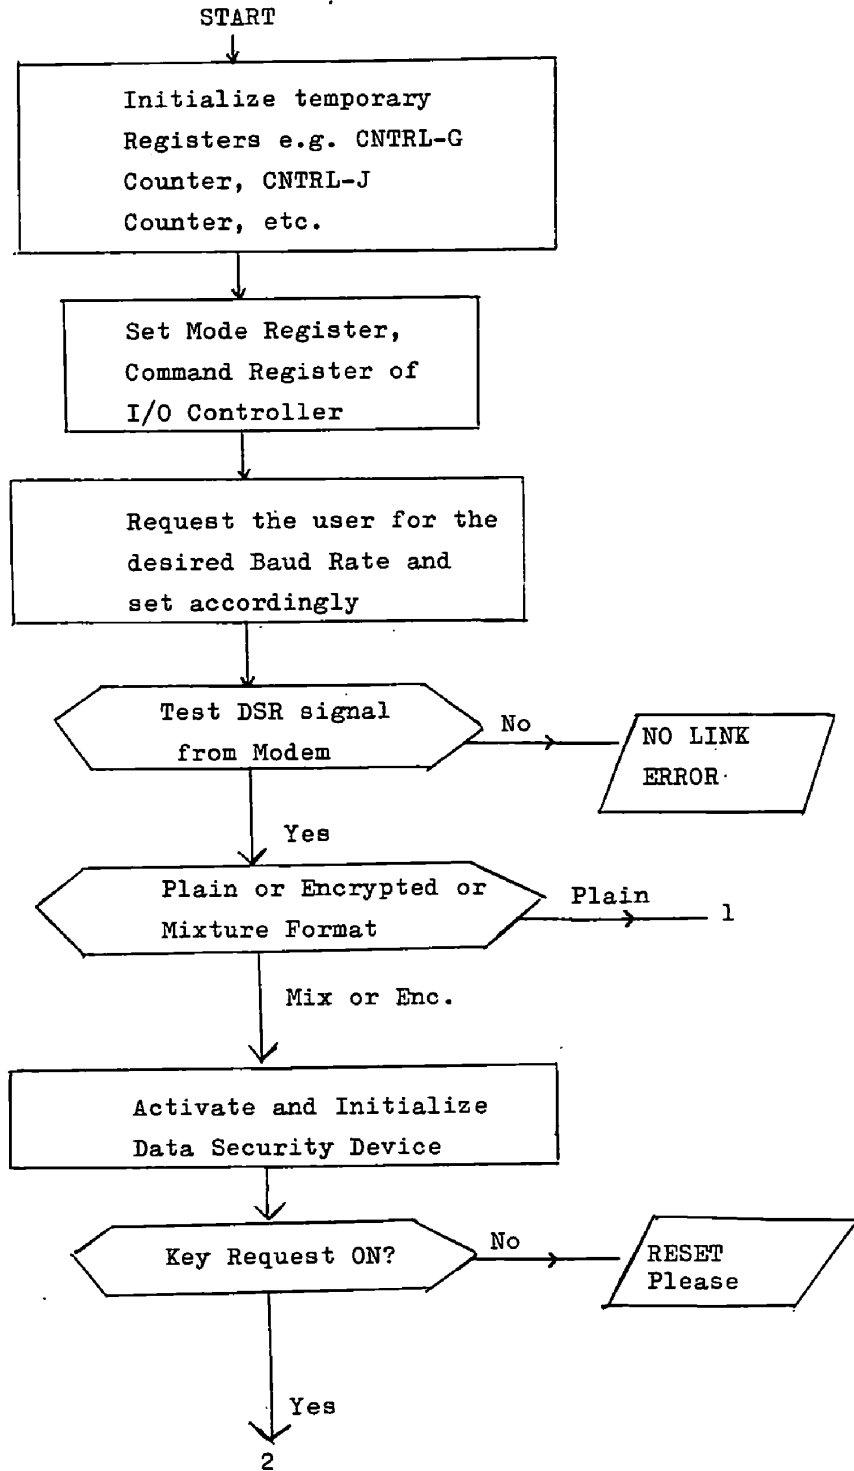 START
Initialize temporary
Registers e.g. CNTRL-G
Counter, CNTRL-J
Counter, etc.
Set Mode Register,
Command Register of
I/O Controller
Request the user for the
desired Baud Rate and
set accordingly
Test DSR signal
from Modem
No
NO LINK
ERROR
Yes
Plain or Encrypted or
Mixture Format
Plain
1
Mix or Enc.
Activate and Initialize
Data Security Device
Key Request ON?
No
RESET
Please
Yes
2